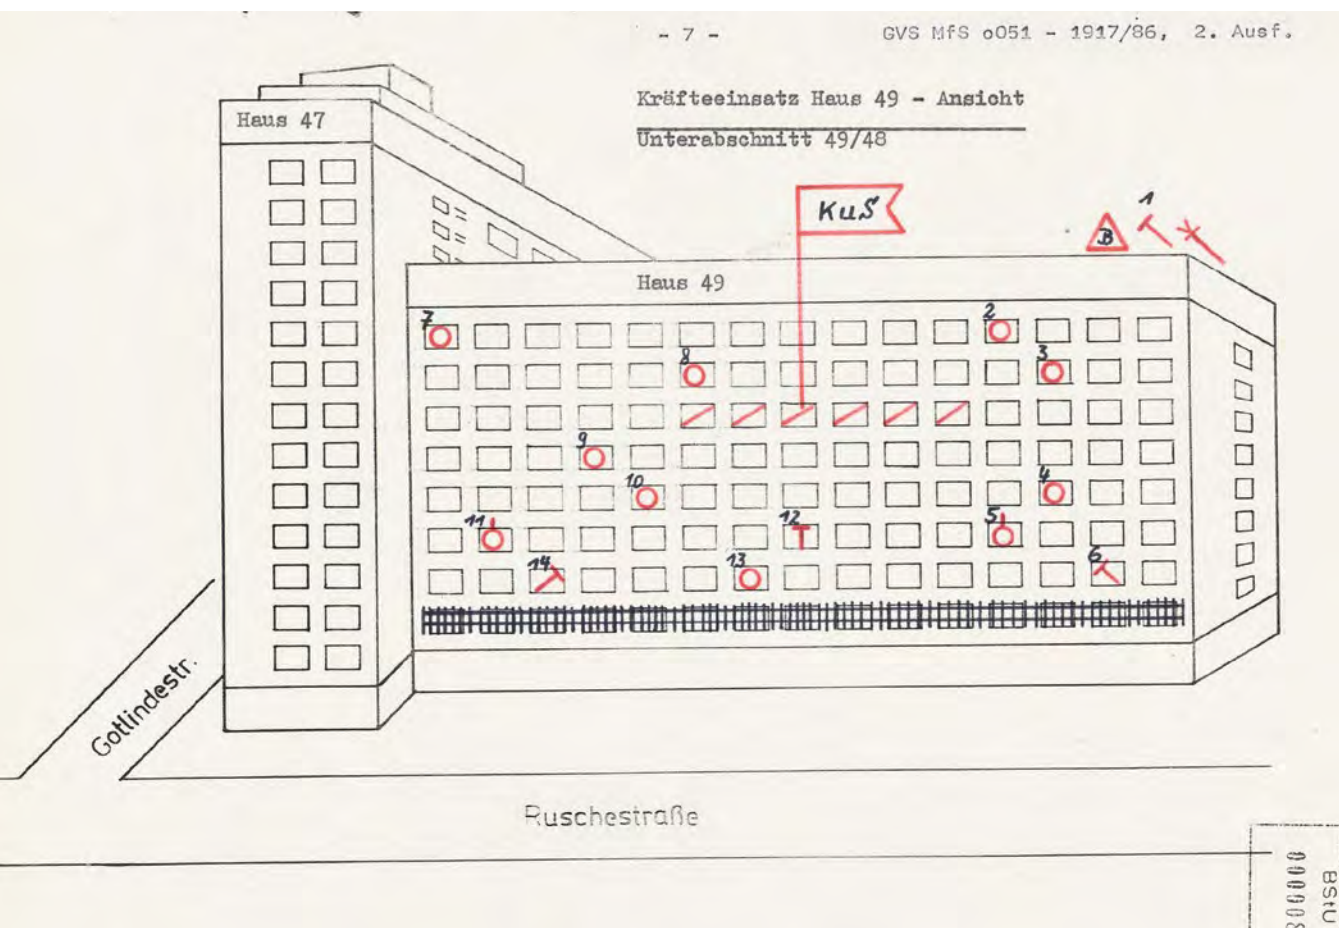 - 7 -
GVS MfS o051 - 1917/86, 2. Ausf.
Kräfteeinsatz Haus 49 - Ansicht
Unterabschnitt 49/48
Haus 47
KuS
1
B
Haus 49
7
2
8
3
9
10
4
11
12
5
14
13
6
Gotlindestr.
Ruschestraße
BStU
000008